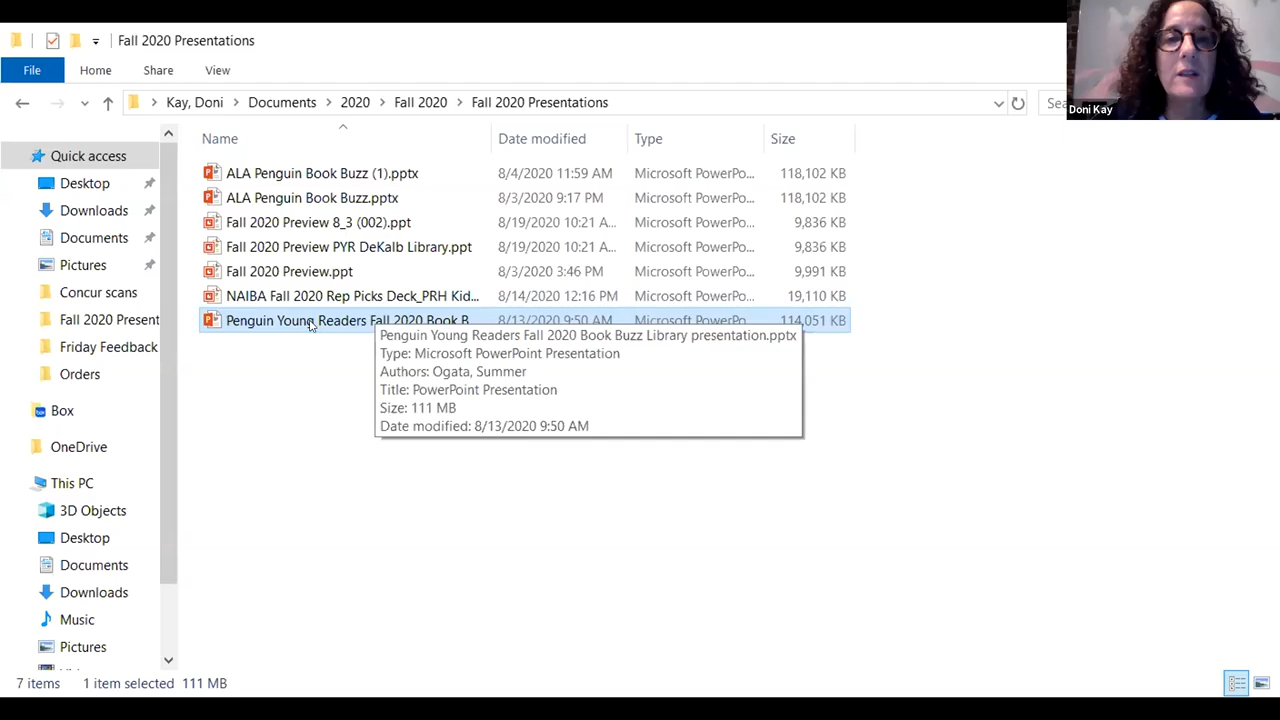 Fall 2020 Presentations
File Home Share View
Kay, Doni Documents 2020 Fall 2020 Fall 2020 Presentations Sea
Doni Kay
Name Date modified Type Size
Quick access
Desktop
Downloads
Documents
Pictures
Concur scans
Fall 2020 Present
Friday Feedback
Orders
Box
OneDrive
This PC
3D Objects
Desktop
Documents
Downloads
Music
Pictures
ALA Penguin Book Buzz (1).pptx 8/4/2020 11:59 AM Microsoft PowerPo... 118,102 KB
ALA Penguin Book Buzz.pptx 8/3/2020 9:17 PM Microsoft PowerPo... 118,102 KB
Fall 2020 Preview 8_3 (002).ppt 8/19/2020 10:21 A... Microsoft PowerPo... 9,836 KB
Fall 2020 Preview PYR DeKalb Library.ppt 8/19/2020 10:21 A... Microsoft PowerPo... 9,836 KB
Fall 2020 Preview.ppt 8/3/2020 3:46 PM Microsoft PowerPo... 9,991 KB
NAIBA Fall 2020 Rep Picks Deck_PRH Kid... 8/14/2020 12:16 PM Microsoft PowerPo... 19,110 KB
Penguin Young Readers Fall 2020 Book B 8/13/2020 9:50 AM Microsoft PowerPo... 114,051 KB
Penguin Young Readers Fall 2020 Book Buzz Library presentation.pptx
Type: Microsoft PowerPoint Presentation
Authors: Ogata, Summer
Title: PowerPoint Presentation
Size: 111 MB
Date modified: 8/13/2020 9:50 AM
7 items 1 item selected 111 MB